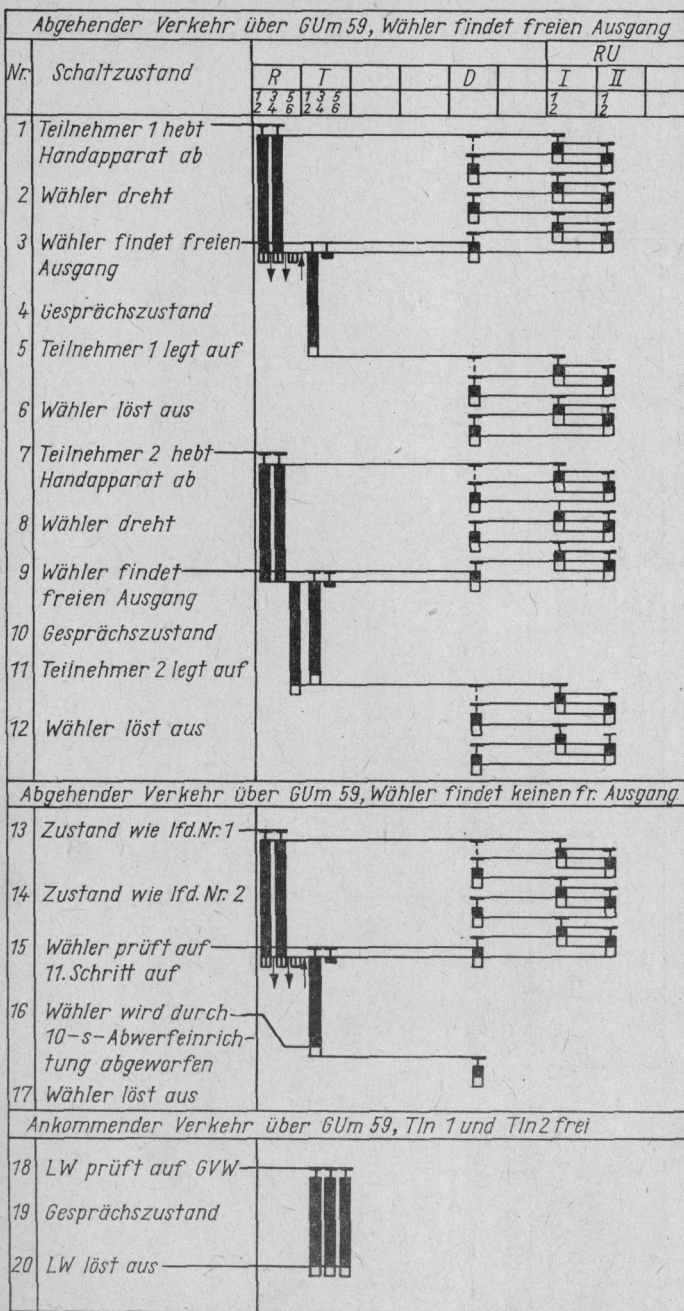 Abgehender Verkehr über GUm 59, Wähler findet freien Ausgang
Nr. Schaltzustand
RU
R T D I II
1 3 5 1 3 5 1 1
2 4 6 2 4 6 2 2
1 Teilnehmer 1 hebt
Handapparat ab
2 Wähler dreht
3 Wähler findet freien
Ausgang
4 Gesprächszustand
5 Teilnehmer 1 legt auf
6 Wähler löst aus
7 Teilnehmer 2 hebt
Handapparat ab
8 Wähler dreht
9 Wähler findet
freien Ausgang
10 Gesprächszustand
11 Teilnehmer 2 legt auf
12 Wähler löst aus
Abgehender Verkehr über GUm 59, Wähler findet keinen fr. Ausgang
13 Zustand wie lfd.Nr. 1
14 Zustand wie lfd. Nr. 2
15 Wähler prüft auf
11. Schritt auf
16 Wähler wird durch
10-s-Abwerfeinrich-
tung abgeworfen
17 Wähler löst aus
Ankommender Verkehr über GUm 59, Tln 1 und Tln 2 frei
18 LW prüft auf GVW
19 Gesprächszustand
20 LW löst aus